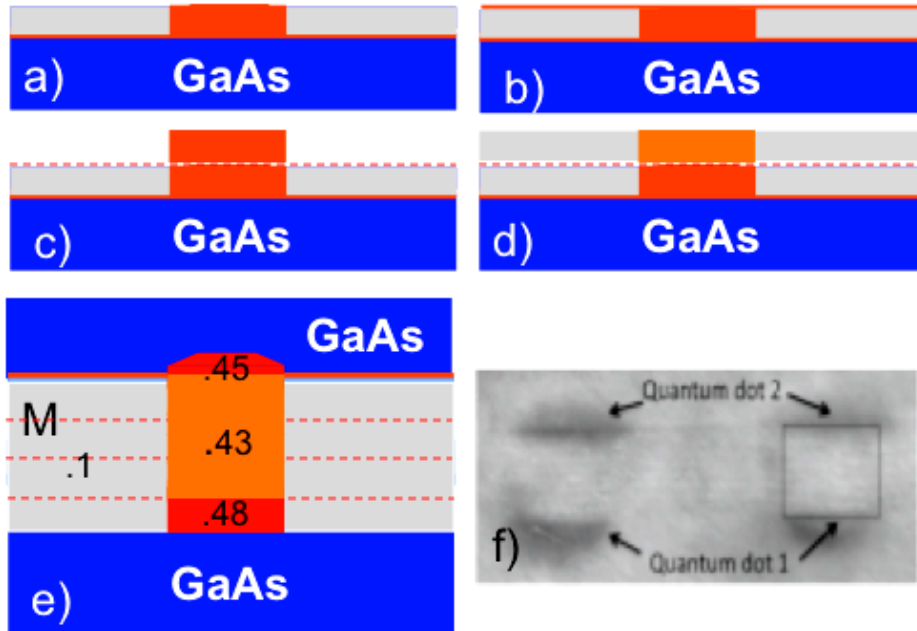 a)
GaAs
b)
GaAs
c)
GaAs
d)
GaAs
GaAs
.45
M
.43
.1
.48
e)
GaAs
Quantum dot 2
f)
Quantum dot 1